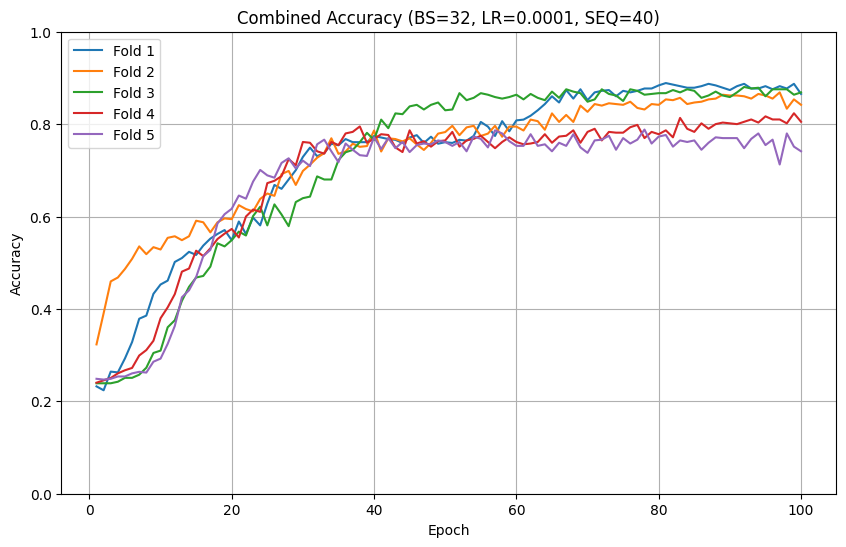 Combined Accuracy (BS=32, LR=0.0001, SEQ=40)
Fold 1
Fold 2
Fold 3
Fold 4
Fold 5
Accuracy
1.0
0.8
0.6
0.4
0.2
0.0
0 20 40 60 80 100
Epoch